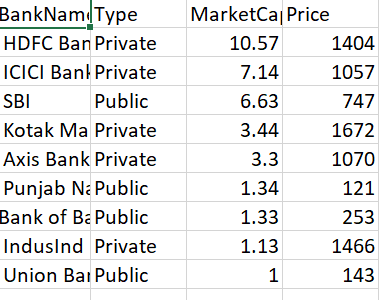 BankName Type MarketCap Price
HDFC Ban Private 10.57 1404
ICICI Bank Private 7.14 1057
SBI Public 6.63 747
Kotak Ma Private 3.44 1672
Axis Bank Private 3.3 1070
Punjab Na Public 1.34 121
Bank of Ba Public 1.33 253
IndusInd Private 1.13 1466
Union Ban Public 1 143